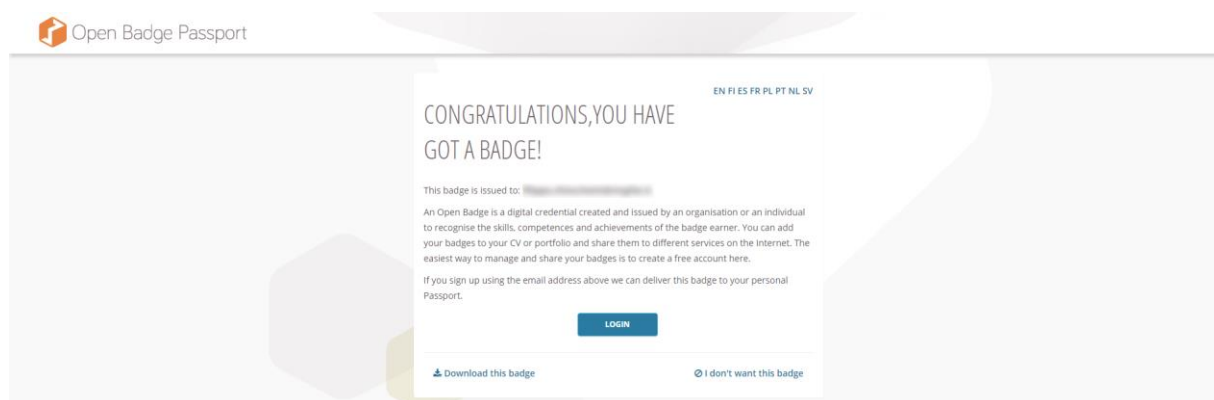 Open Badge Passport
EN FI ES FR PL PT NL SV
CONGRATULATIONS,YOU HAVE
GOT A BADGE!
This badge is issued to:
An Open Badge is a digital credential created and issued by an organisation or an individual
to recognise the skills, competences and achievements of the badge earner. You can add
your badges to your CV or portfolio and share them to different services on the Internet. The
easiest way to manage and share your badges is to create a free account here.
If you sign up using the email address above we can deliver this badge to your personal
Passport.
LOGIN
Download this badge
I don't want this badge